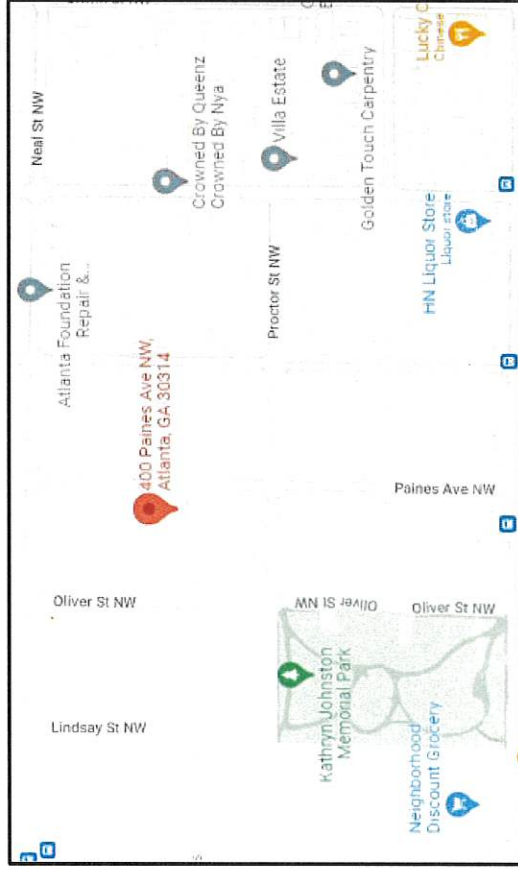 Neal St NW
Atlanta Foundation
Repair &...
Crowned By Queenz
Crowned By Nya
400 Paines Ave NW,
Atlanta, GA 30314
Villa Estate
Proctor St NW
Golden Touch Carpentry
Lucky C
Chinese
HN Liquor Store
Liquor store
Paines Ave NW
Oliver St NW
Oliver St NW
Oliver St NW
Lindsay St NW
Kathryn Johnston
Memorial Park
Neighborhood
Discount Grocery